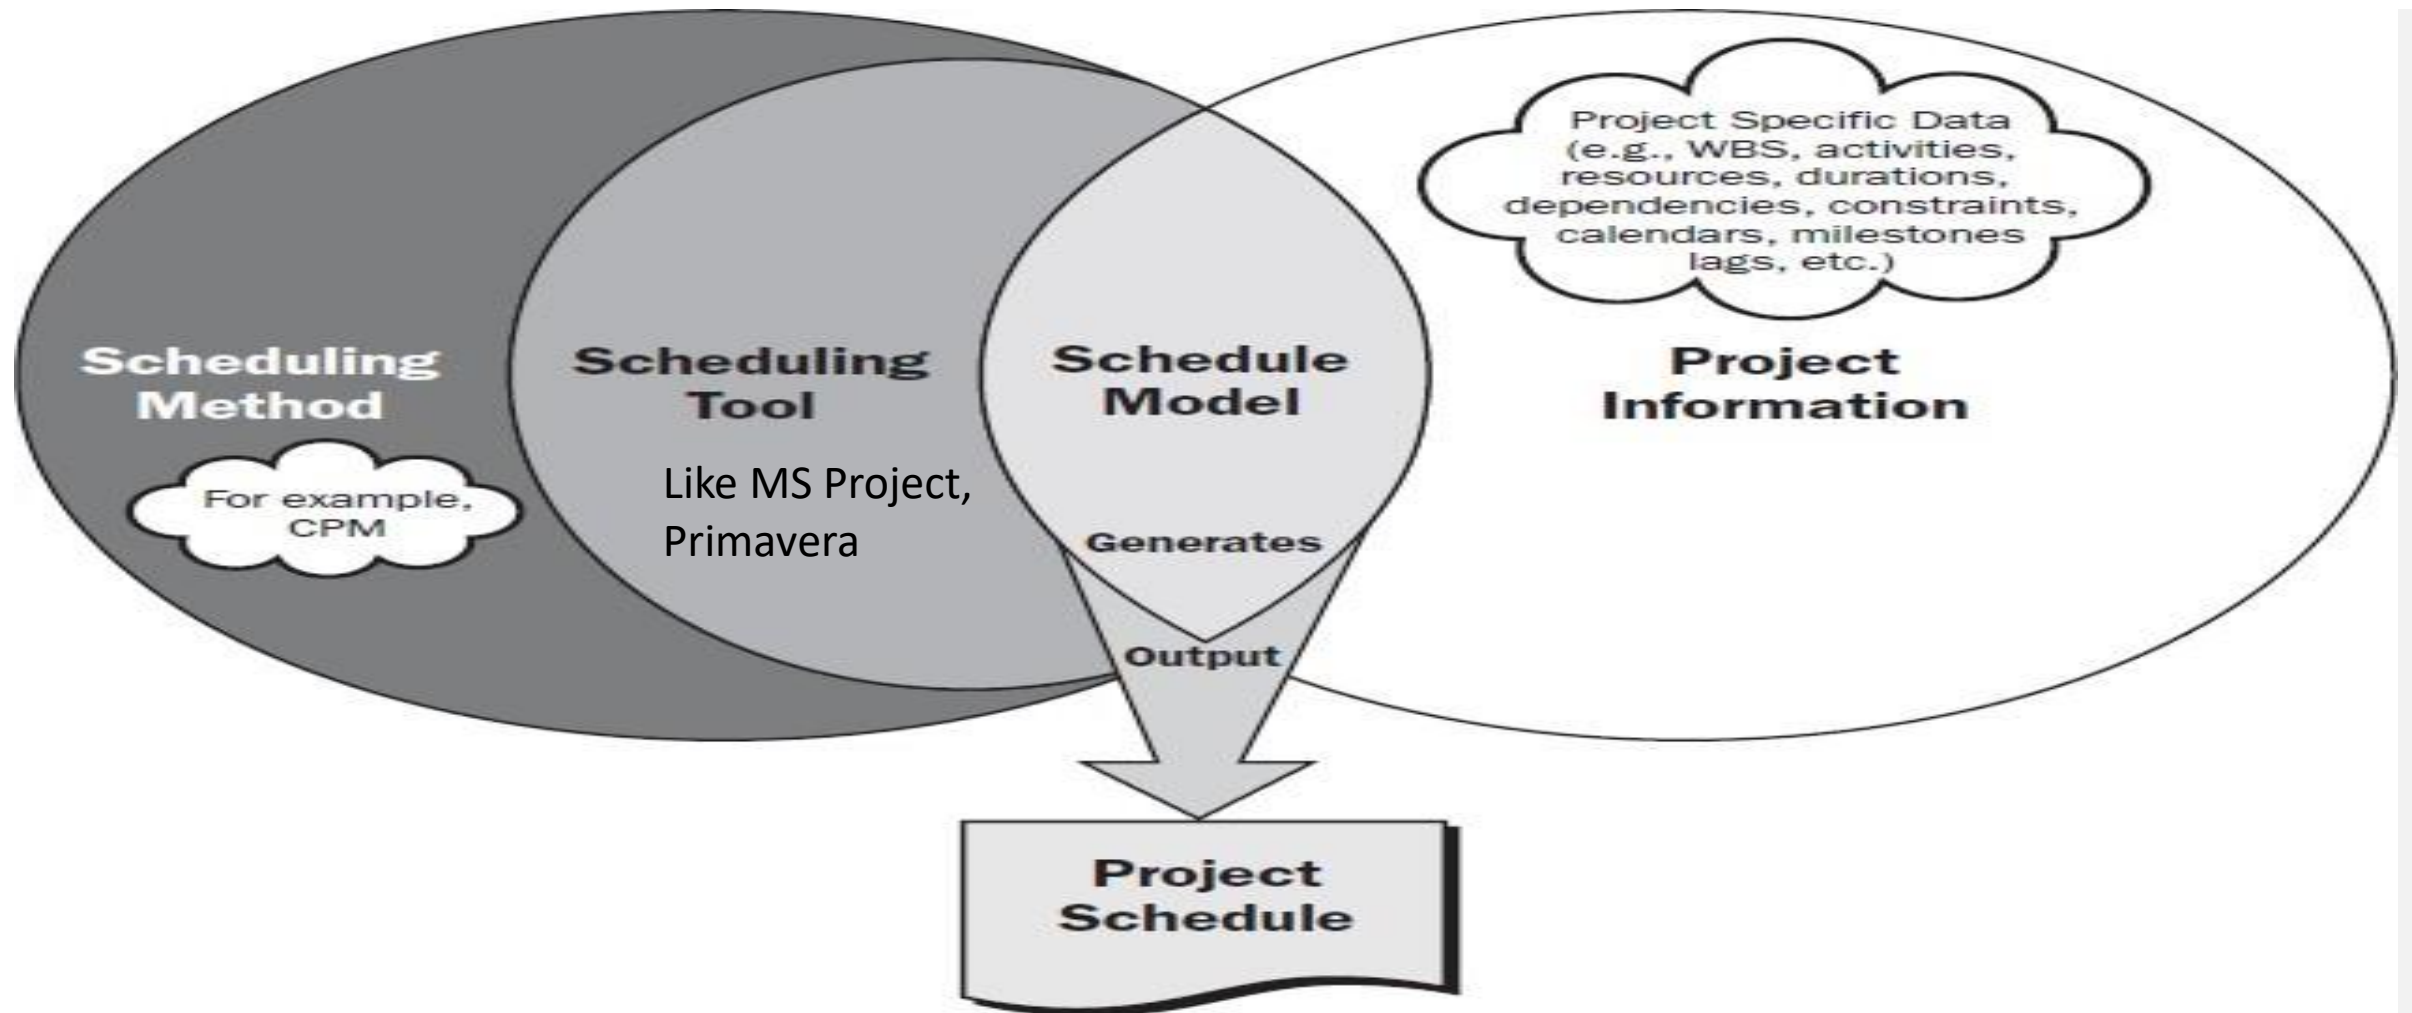 Project Specific Data
(e.g., WBS, activities,
resources, durations,
dependencies, constraints,
calendars, milestones
lags, etc.)
Scheduling
Method
For example,
CPM
Scheduling
Tool
Like MS Project,
Primavera
Schedule
Model
Generates
Output
Project
Information
Project
Schedule